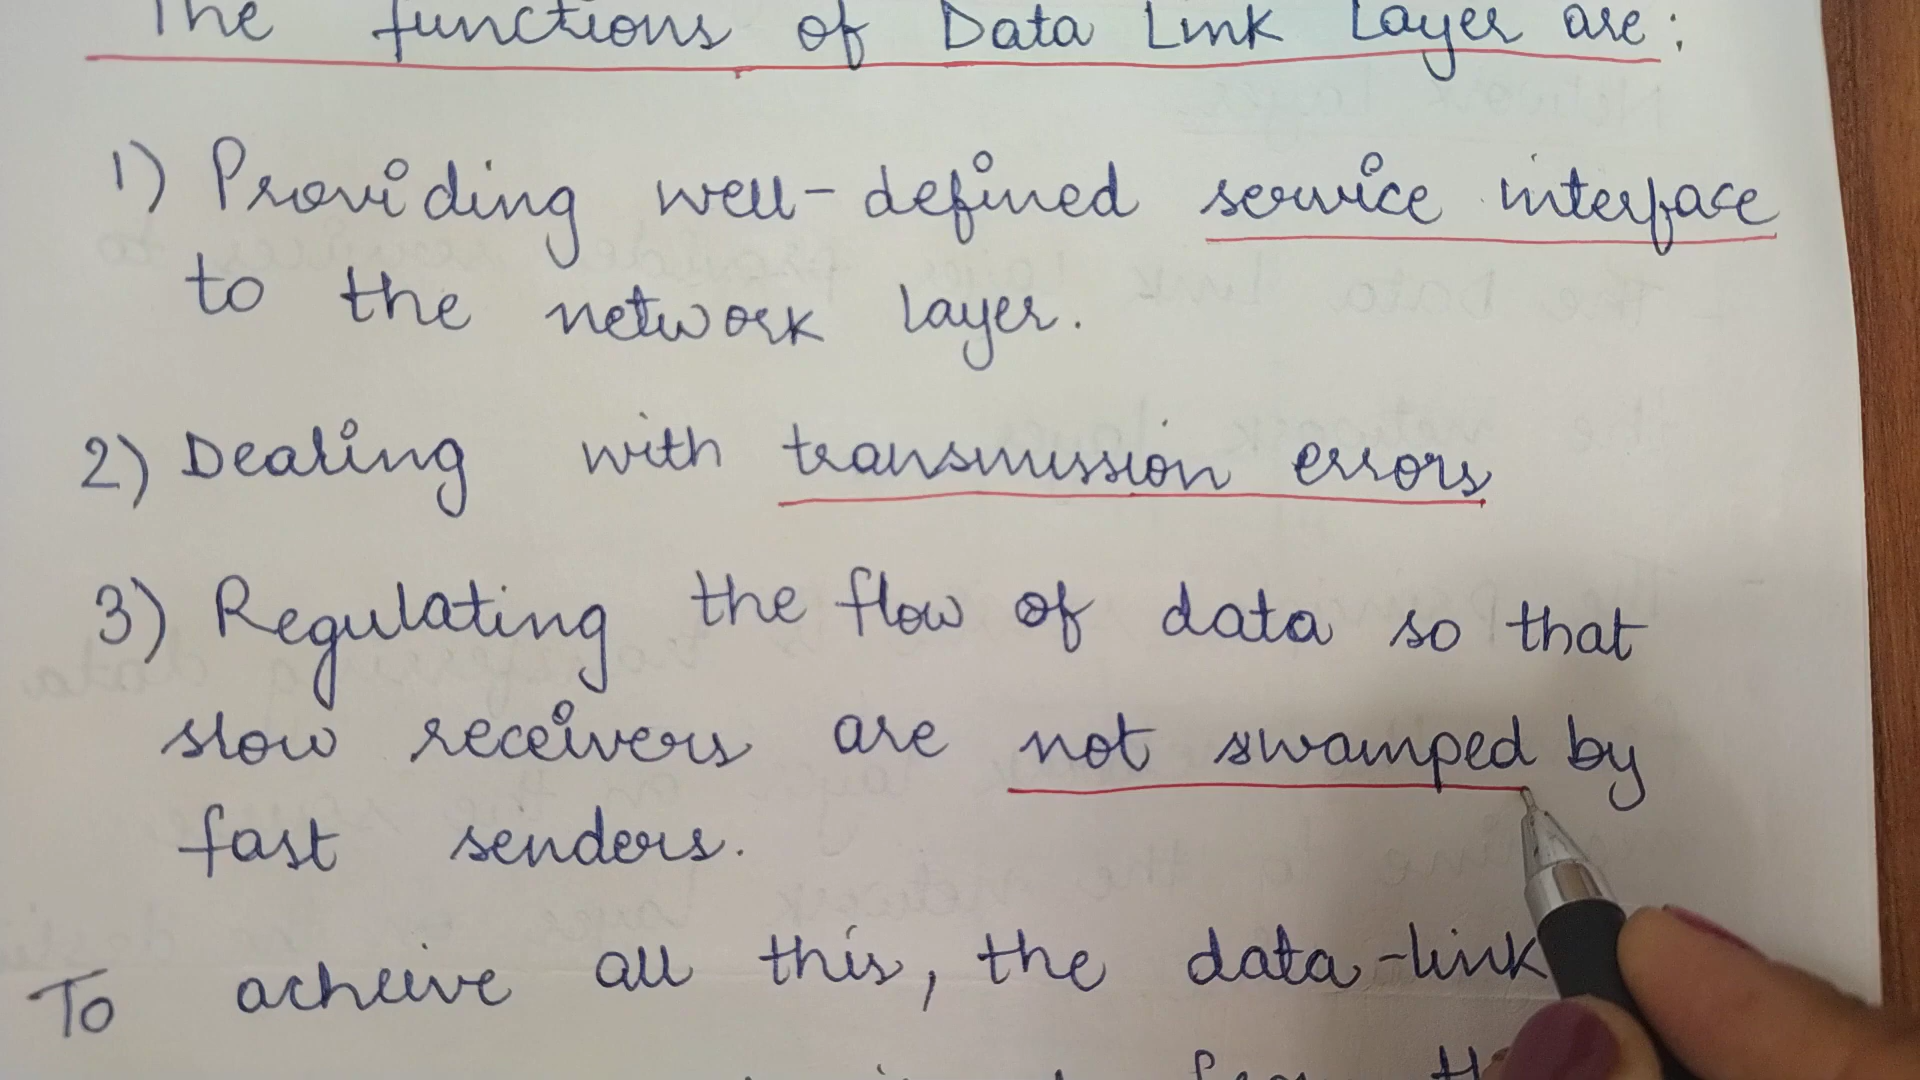 The functions of Data Link Layer are:
1) Providing well-defined service interface
to the network layer.
2) Dealing with transmission errors
3) Regulating the flow of data so that
slow receivers are not swamped by
fast senders.
To acheive all this, the data-link